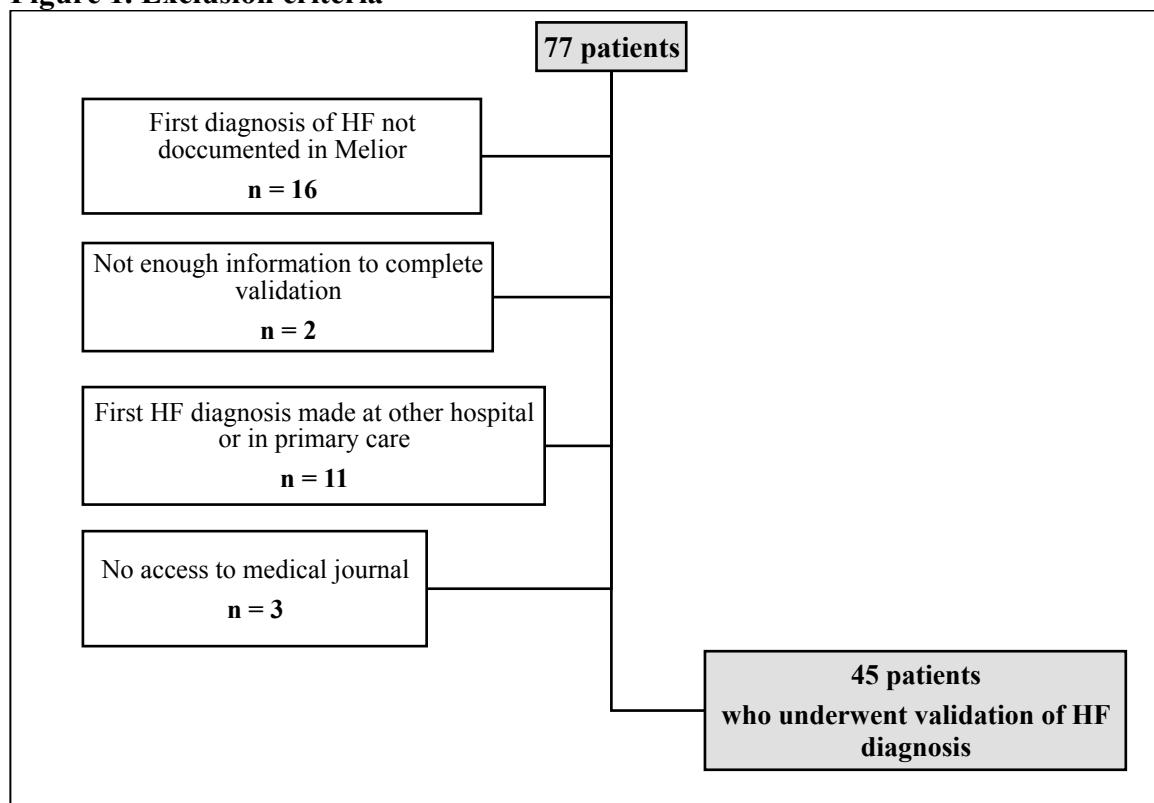 Figure 1. Exclusion criteria
77 patients
First diagnosis of HF not
doccumented in Melior
n = 16
Not enough information to complete
validation
n = 2
First HF diagnosis made at other hospital
or in primary care
n = 11
No access to medical journal
n = 3
45 patients
who underwent validation of HF
diagnosis